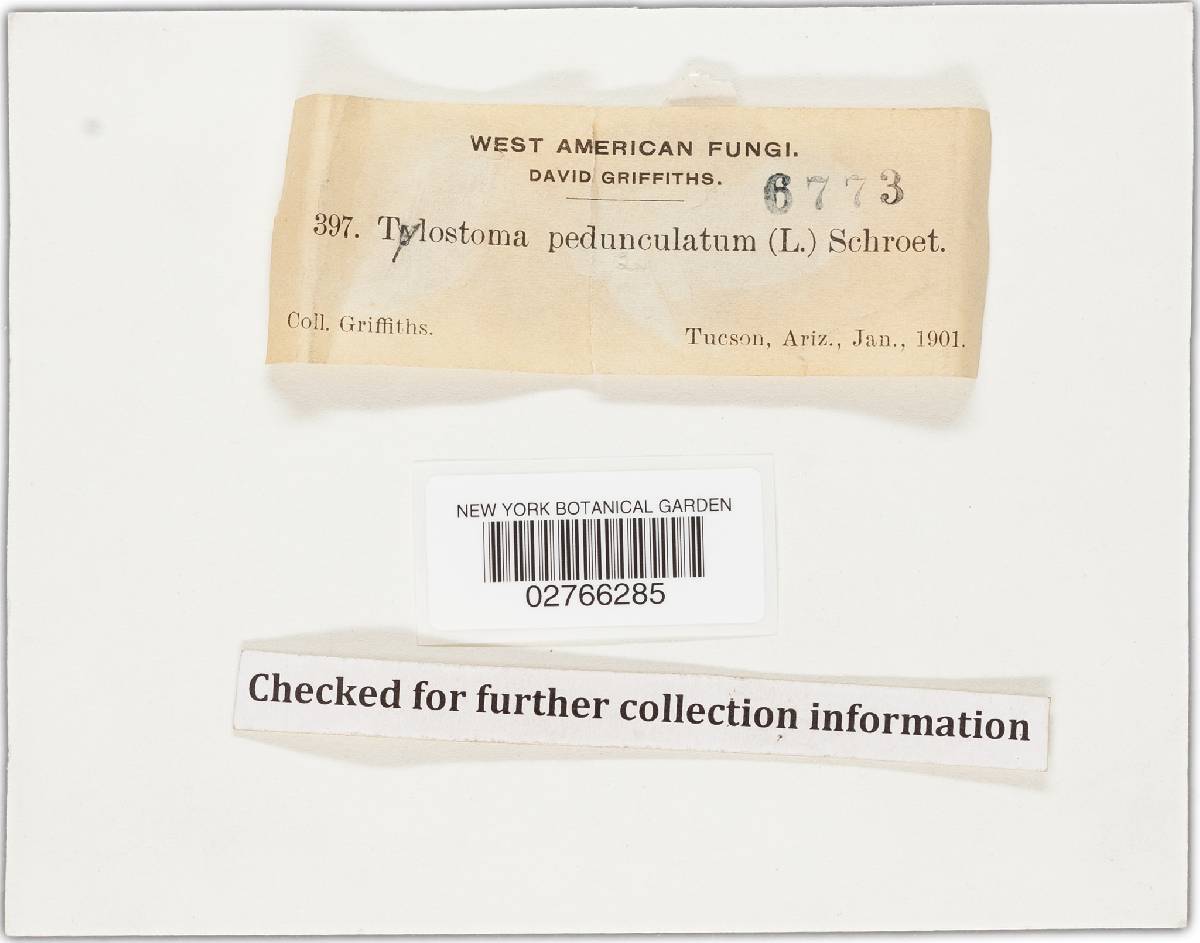 WEST AMERICAN FUNGI.
DAVID GRIFFITHS.
6773
397. Tylostoma pedunculatum (L.) Schroet.
Coll. Griffiths.
Tucson, Ariz., Jan., 1901.
NEW YORK BOTANICAL GARDEN
02766285
Checked for further collection information